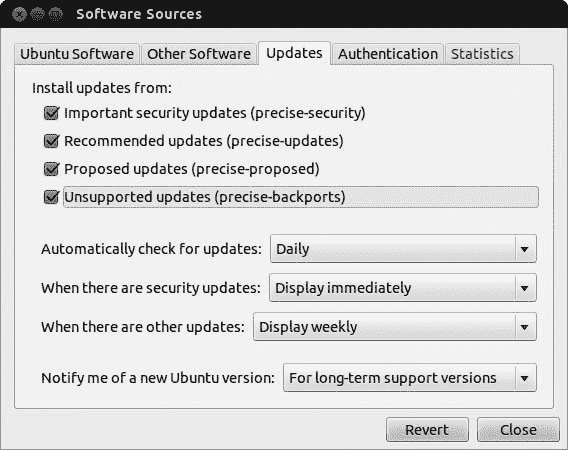 Software Sources
Ubuntu Software Other Software Updates Authentication Statistics
Install updates from:
Important security updates (precise-security)
Recommended updates (precise-updates)
Proposed updates (precise-proposed)
Unsupported updates (precise-backports)
Automatically check for updates: Daily
When there are security updates: Display immediately
When there are other updates: Display weekly
Notify me of a new Ubuntu version: For long-term support versions
Revert Close